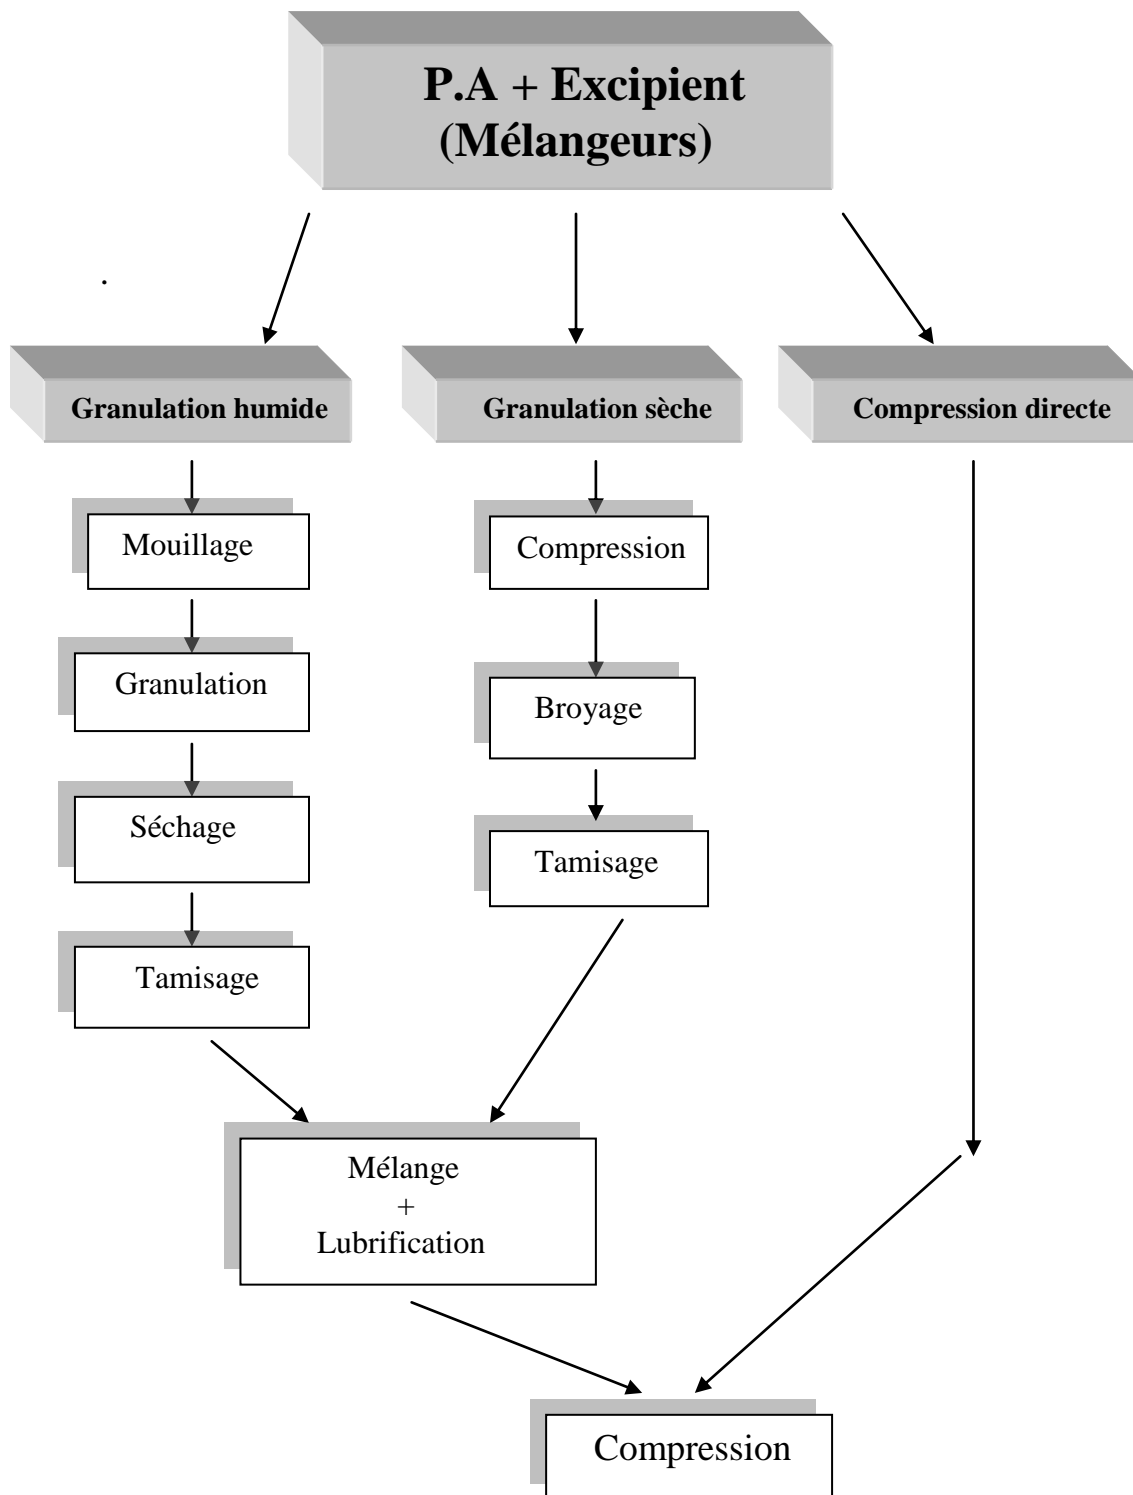 P.A + Excipient
(Mélangeurs)
.
Granulation humide
Granulation sèche
Compression directe
Mouillage
Compression
Granulation
Broyage
Séchage
Tamisage
Tamisage
Mélange
+
Lubrification
Compression